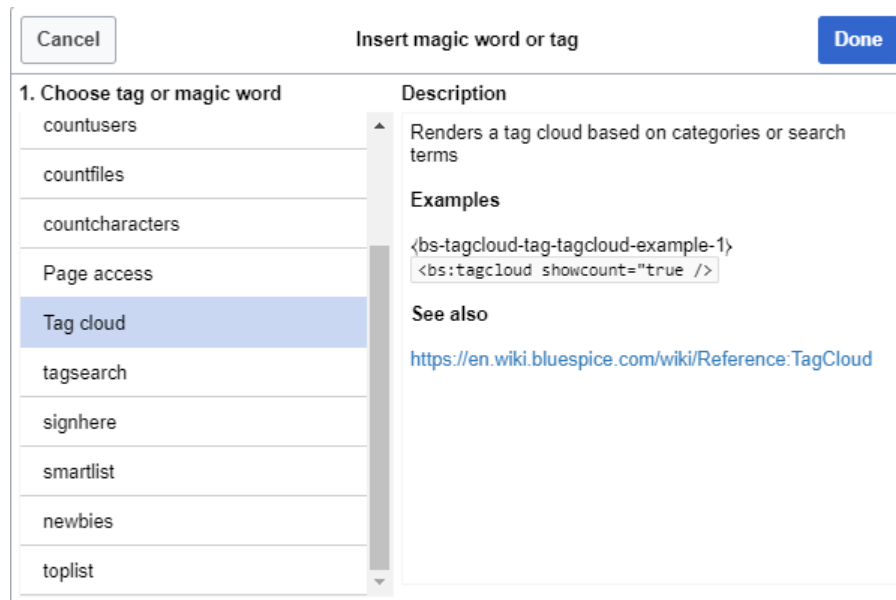 Cancel
Insert magic word or tag
Done
1. Choose tag or magic word
countusers
countfiles
countcharacters
Page access
Tag cloud
tagsearch
signhere
smartlist
newbies
toplist
Description
Renders a tag cloud based on categories or search
terms
Examples
⟨bs-tagcloud-tag-tagcloud-example-1⟩
<bs:tagcloud showcount="true />
See also
https://en.wiki.bluespice.com/wiki/Reference:TagCloud